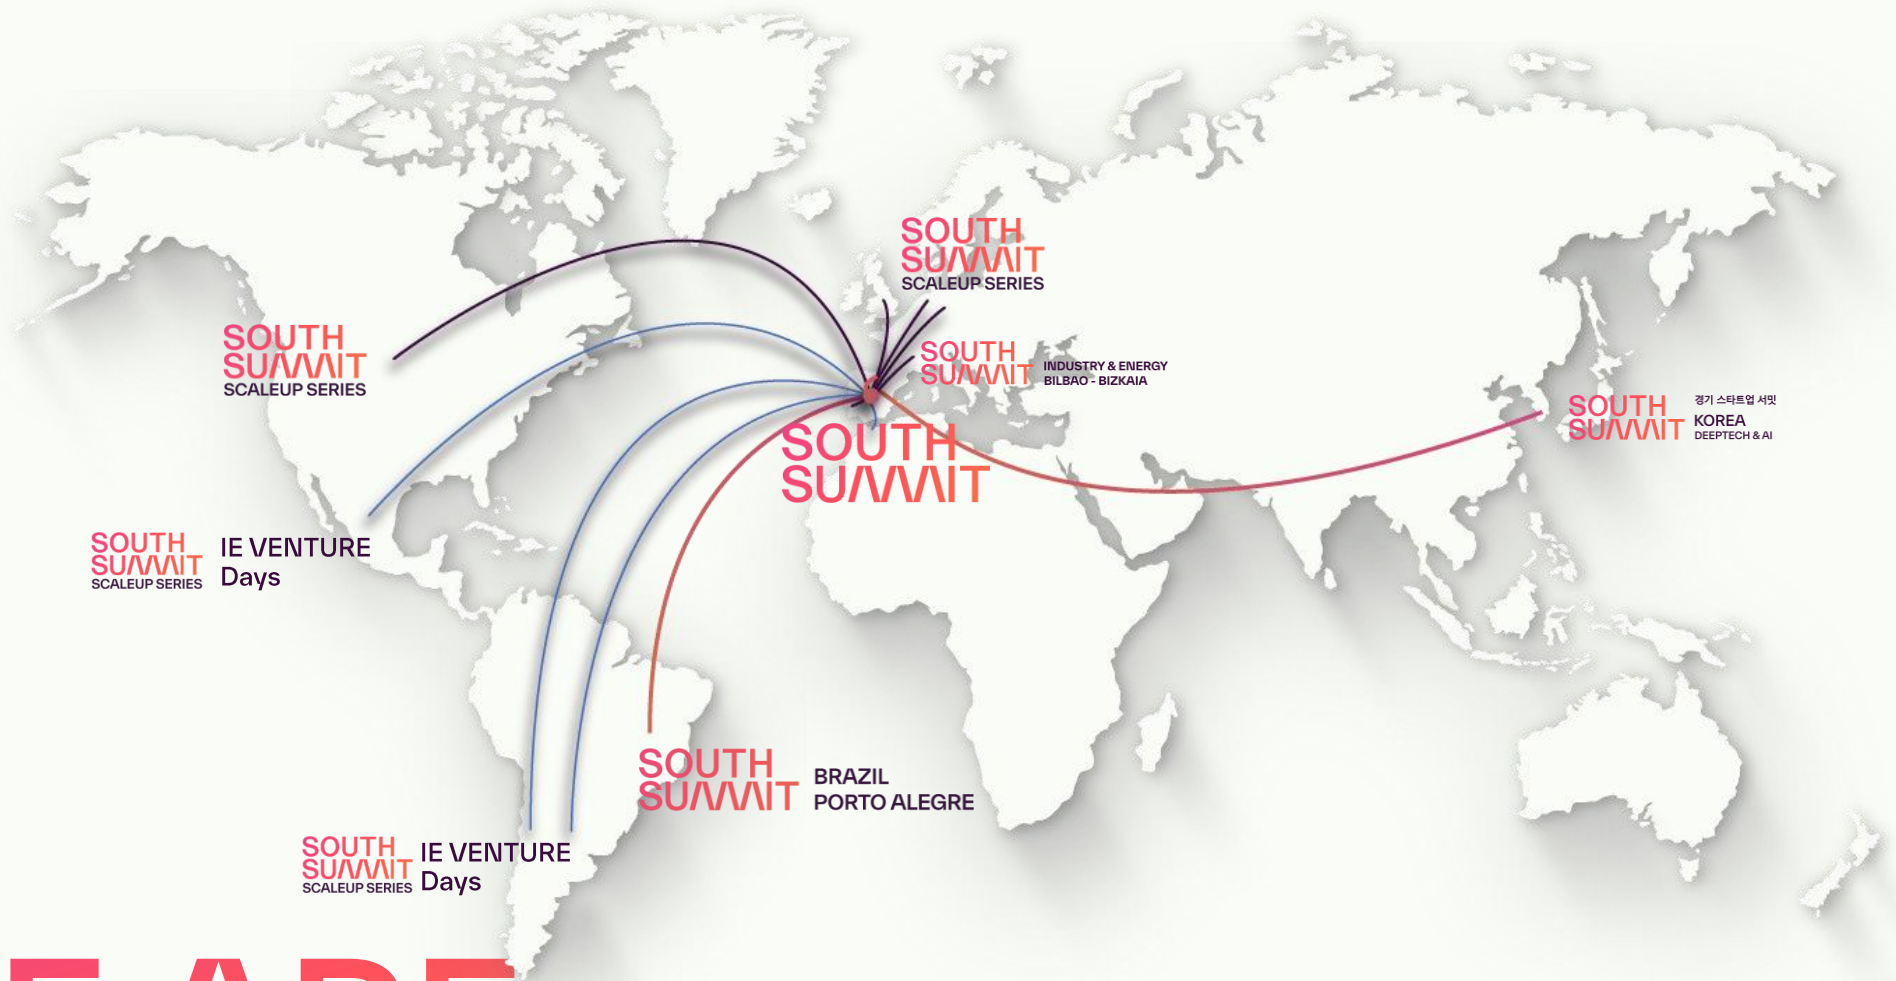 SOUTH
SUMMIT
SCALEUP SERIES
SOUTH
SUMMIT
SCALEUP SERIES
SOUTH
SUMMIT
INDUSTRY & ENERGY
BILBAO - BIZKAIA
SOUTH
SUMMIT
경기 스타트업 서밋
KOREA
DEEPTECH & AI
SOUTH
SUMMIT
SOUTH
SUMMIT
SCALEUP SERIES
IE VENTURE
Days
SOUTH
SUMMIT
BRAZIL
PORTO ALEGRE
SOUTH
SUMMIT
SCALEUP SERIES
IE VENTURE
Days